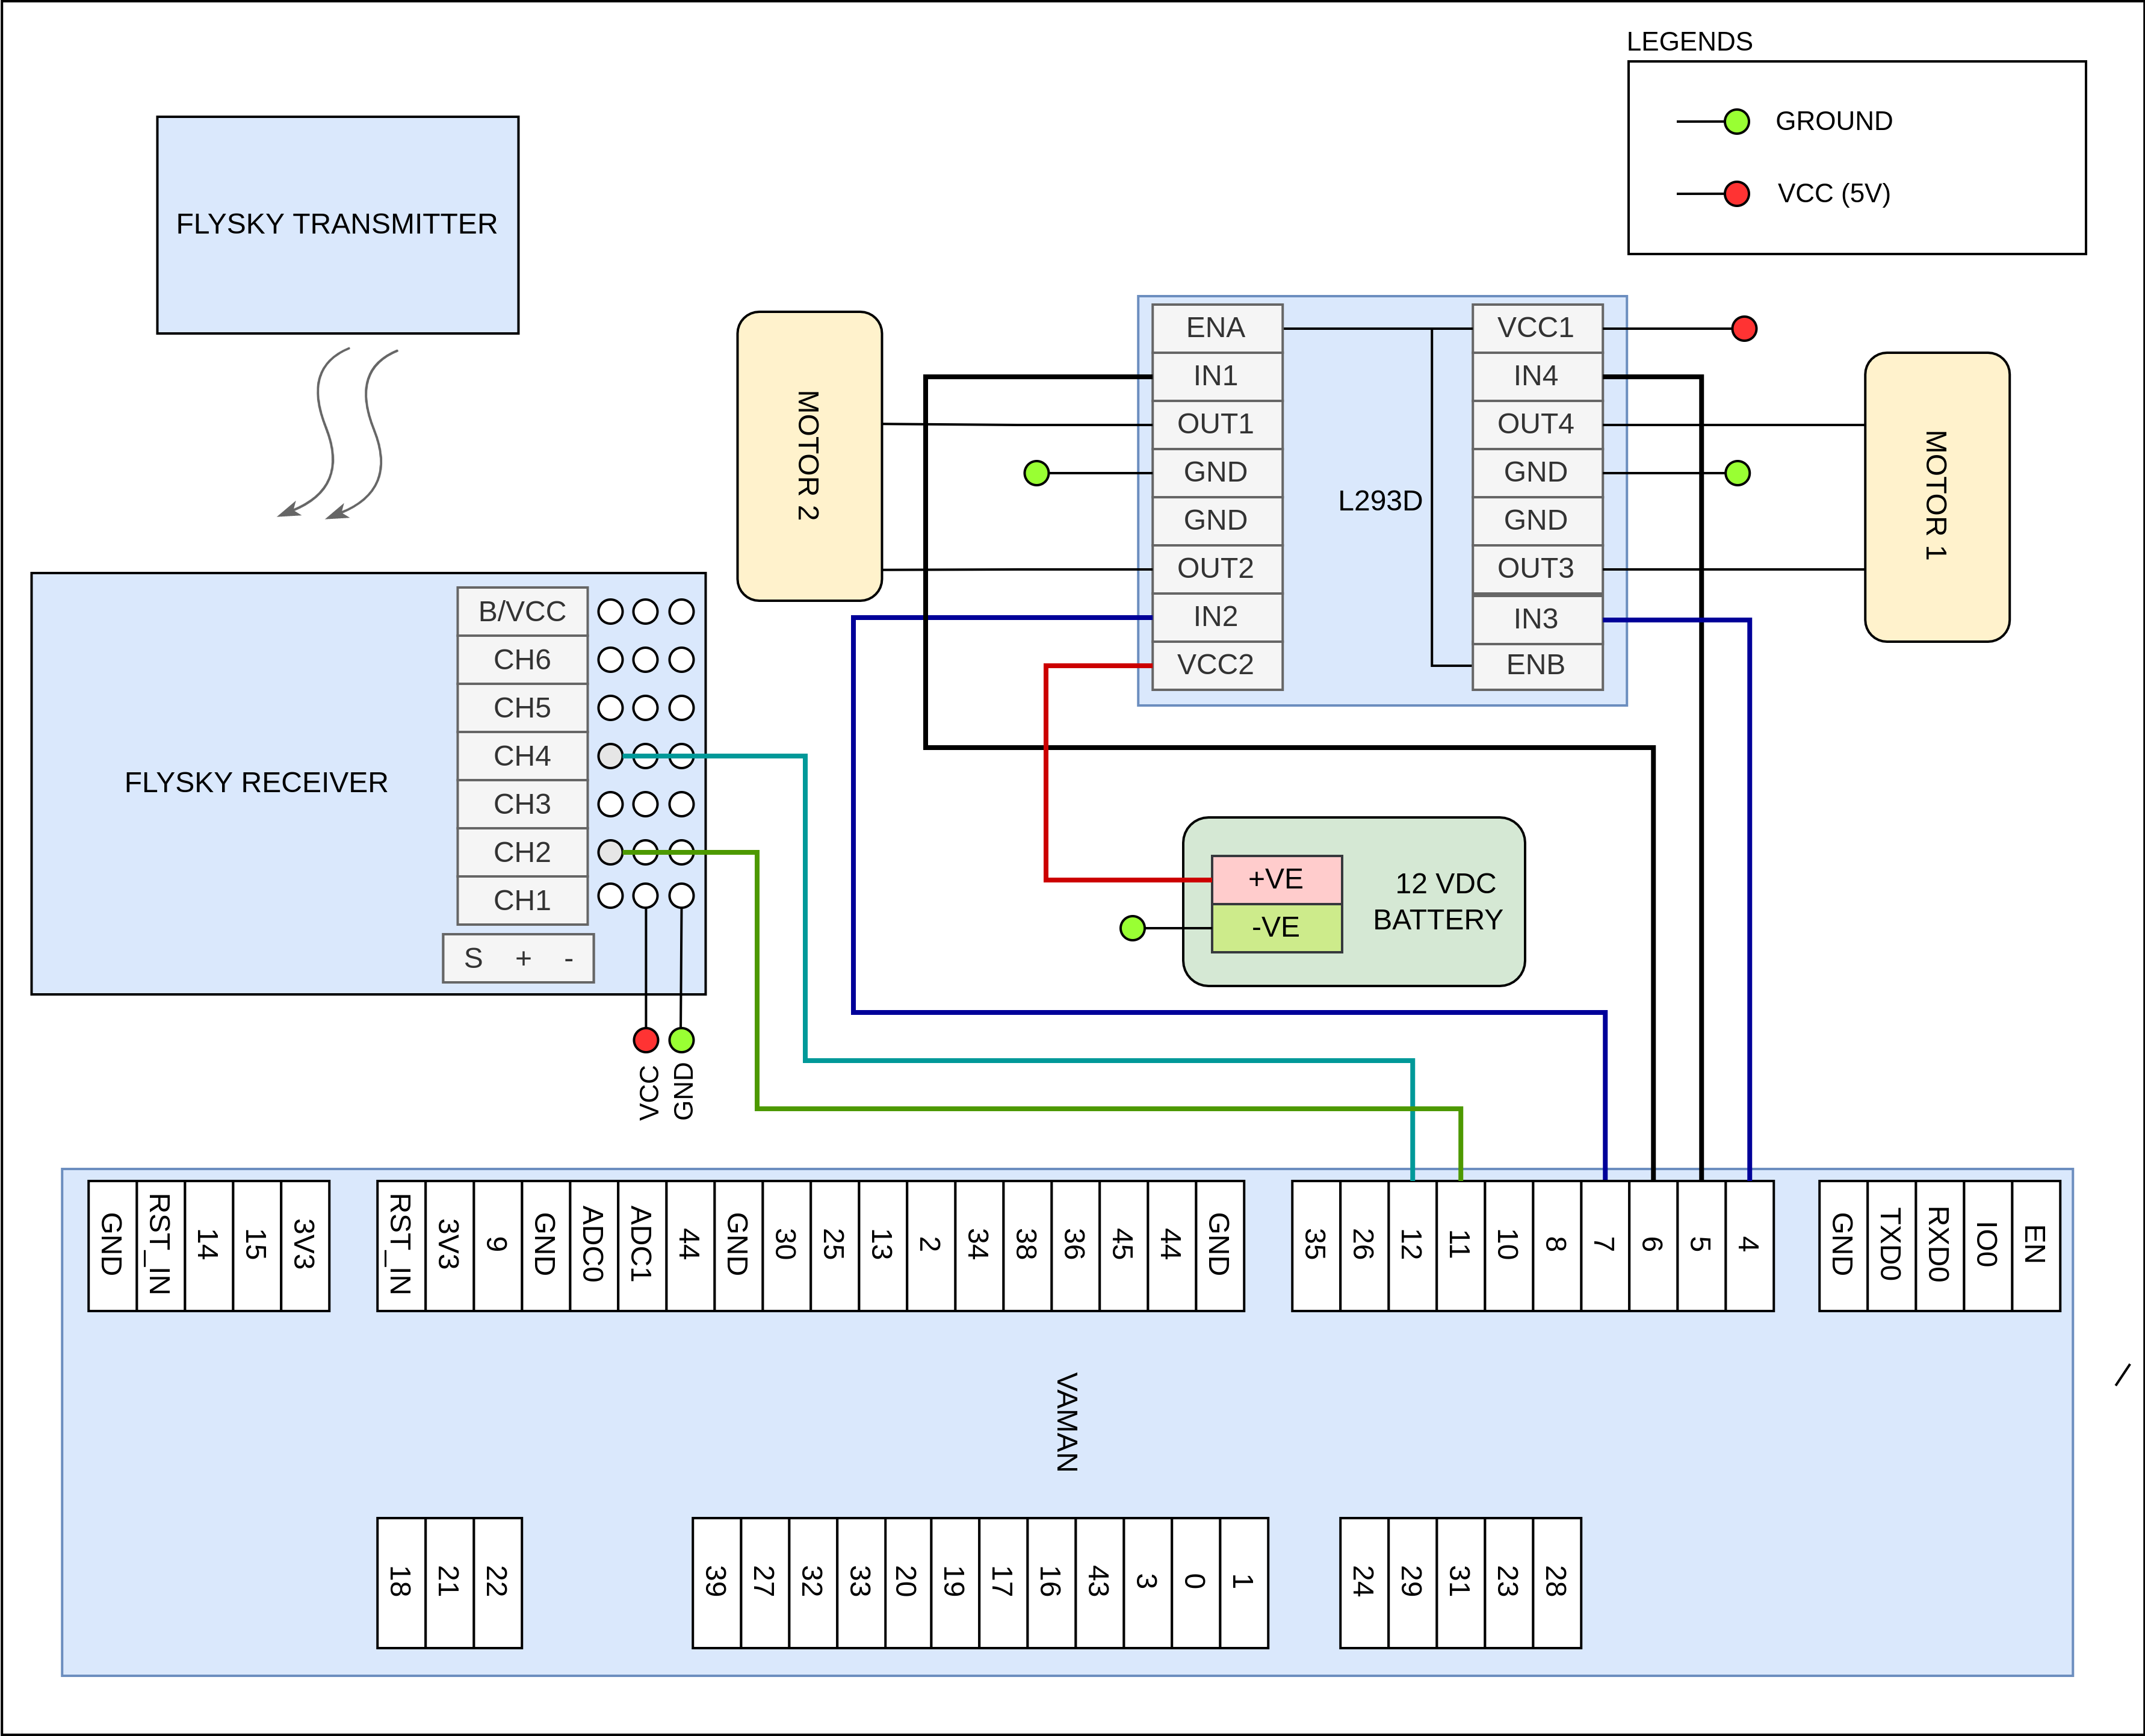 LEGENDS
GROUND
VCC (5V)
FLYSKY TRANSMITTER
MOTOR 2
ENA
IN1
OUT1
GND
GND
OUT2
IN2
VCC2
L293D
VCC1
IN4
OUT4
GND
GND
OUT3
IN3
ENB
MOTOR 1
FLYSKY RECEIVER
B/VCC
CH6
CH5
CH4
CH3
CH2
CH1
S + -
VCC
GND
+VE
-VE
12 VDC
BATTERY
GND
RST_IN
14
15
3V3
RST_IN
3V3
9
GND
ADC0
ADC1
44
GND
30
25
13
2
34
38
36
45
44
GND
35
26
12
11
10
8
7
6
5
4
GND
TXD0
RXD0
IO0
EN
VAMAN
18
21
22
39
27
32
33
20
19
17
16
43
3
0
1
24
29
31
23
28